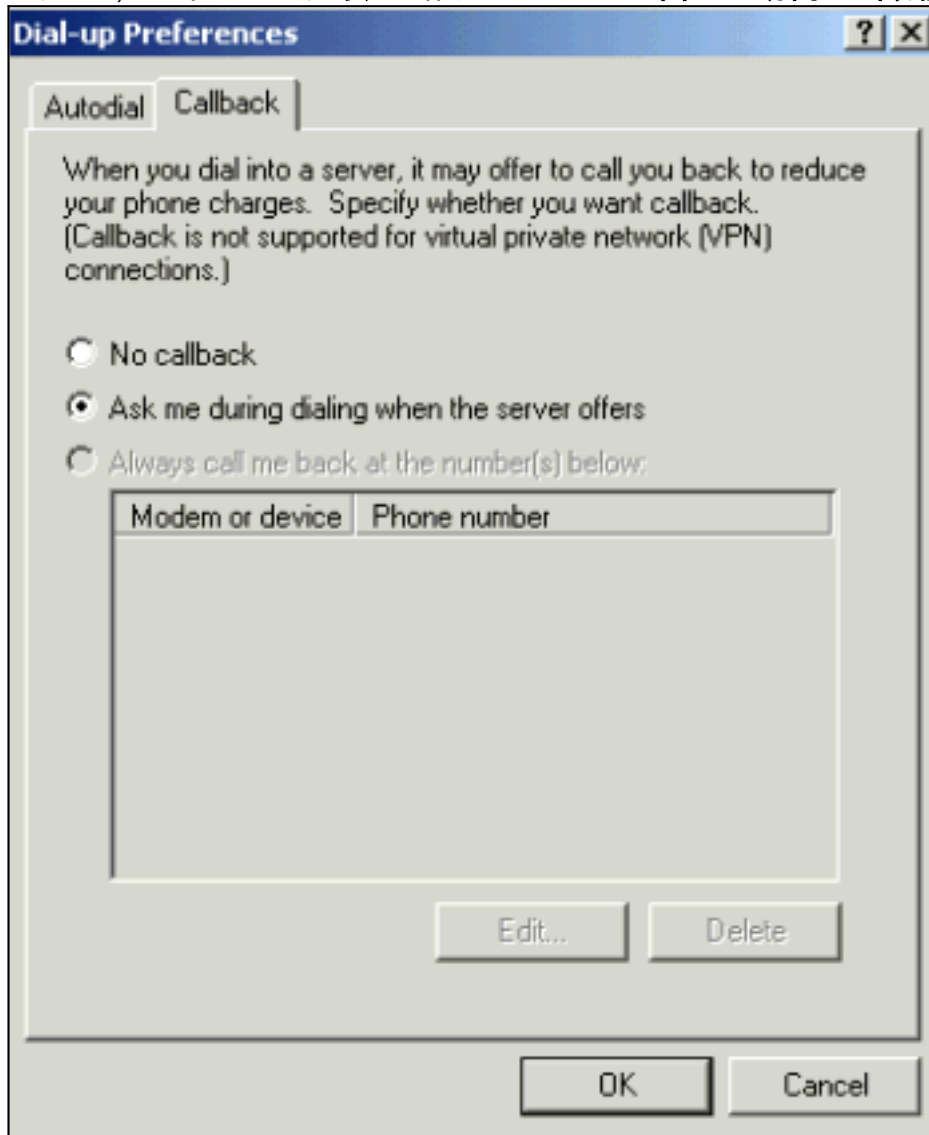 Dial-up Preferences
Autodial
Callback
When you dial into a server, it may offer to call you back to reduce
your phone charges. Specify whether you want callback.
(Callback is not supported for virtual private network (VPN)
connections.)
No callback
Ask me during dialing when the server offers
Always call me back at the number(s) below:
Modem or device
Phone number
Edit...
Delete
OK
Cancel